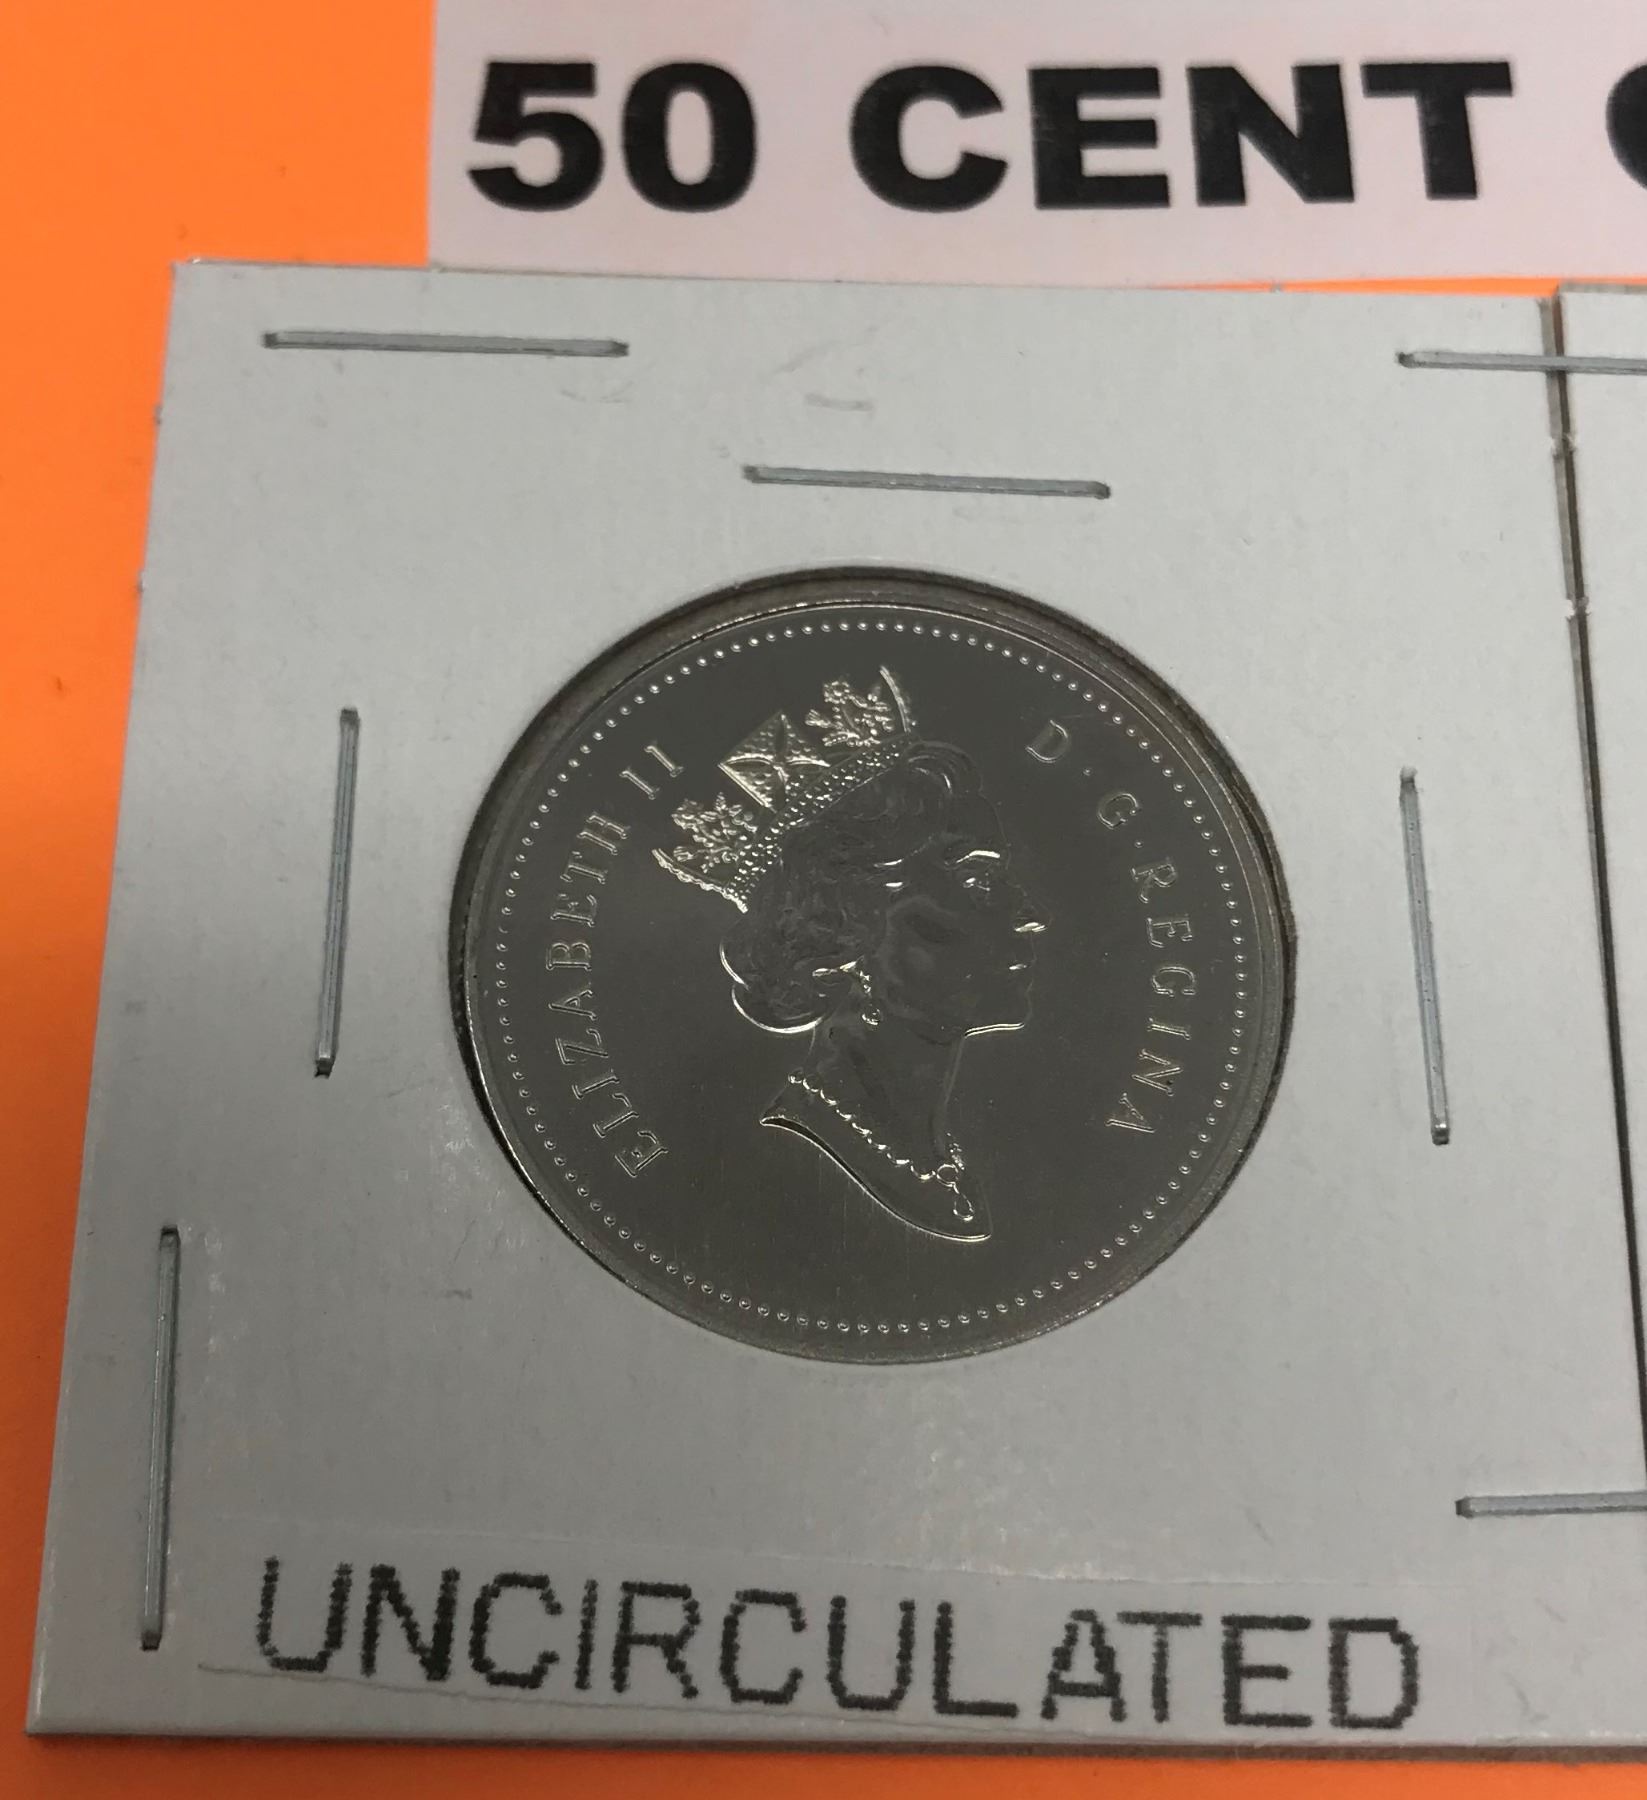 50 CENT
ELIZABETH II D·G·REGINA
UNCIRCULATED